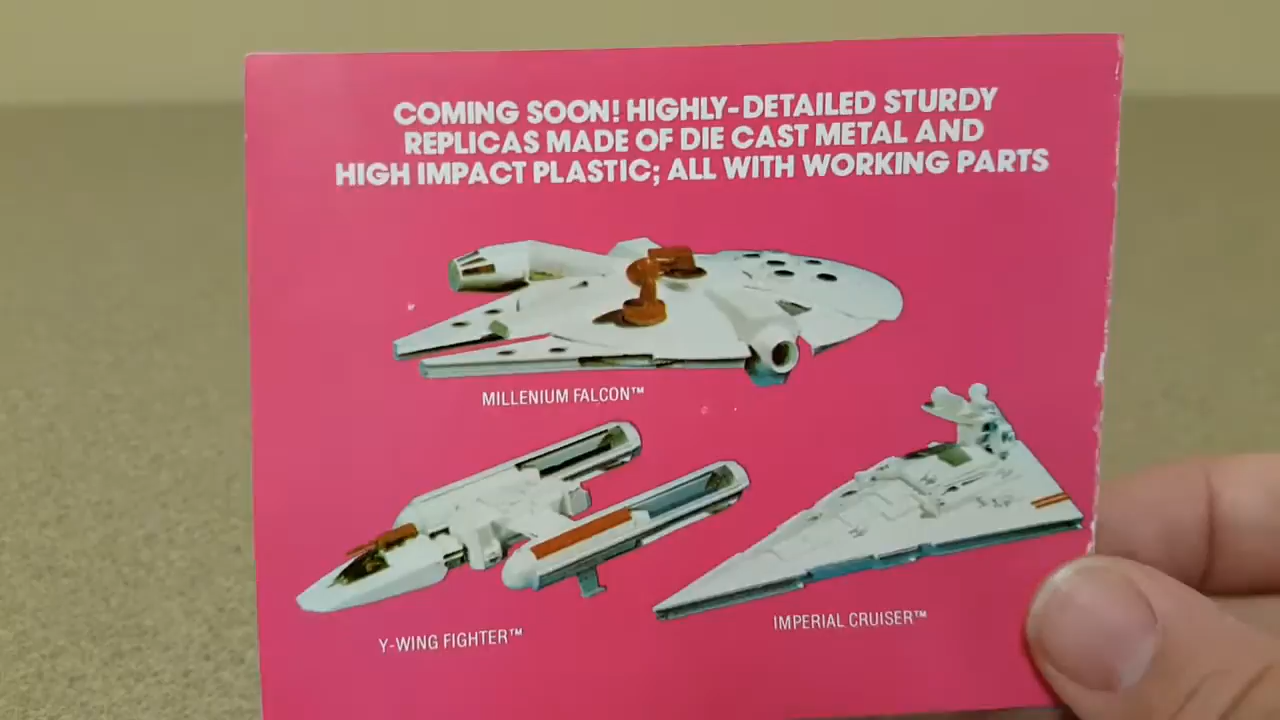 COMING SOON! HIGHLY-DETAILED STURDY
REPLICAS MADE OF DIE CAST METAL AND
HIGH IMPACT PLASTIC; ALL WITH WORKING PARTS
MILLENIUM FALCON™
Y-WING FIGHTER™
IMPERIAL CRUISER™